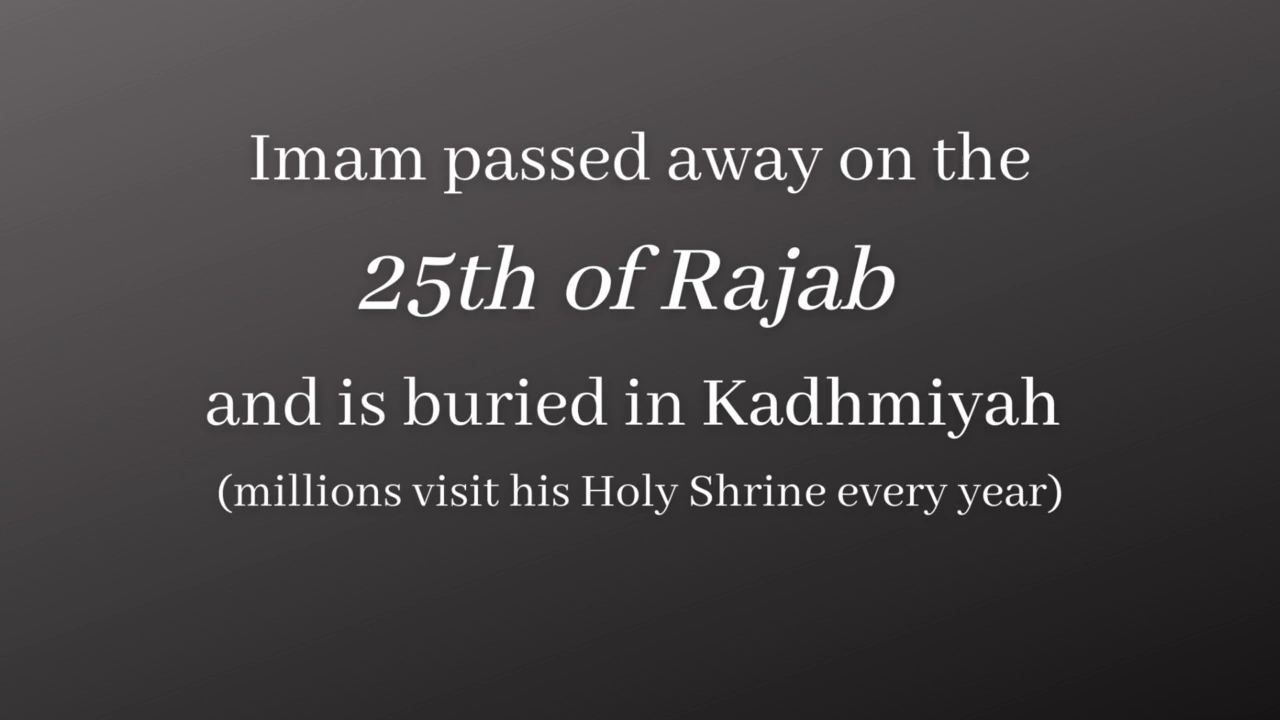 Imam passed away on the
25th of Rajab
and is buried in Kadhmiyah
(millions visit his Holy Shrine every year)